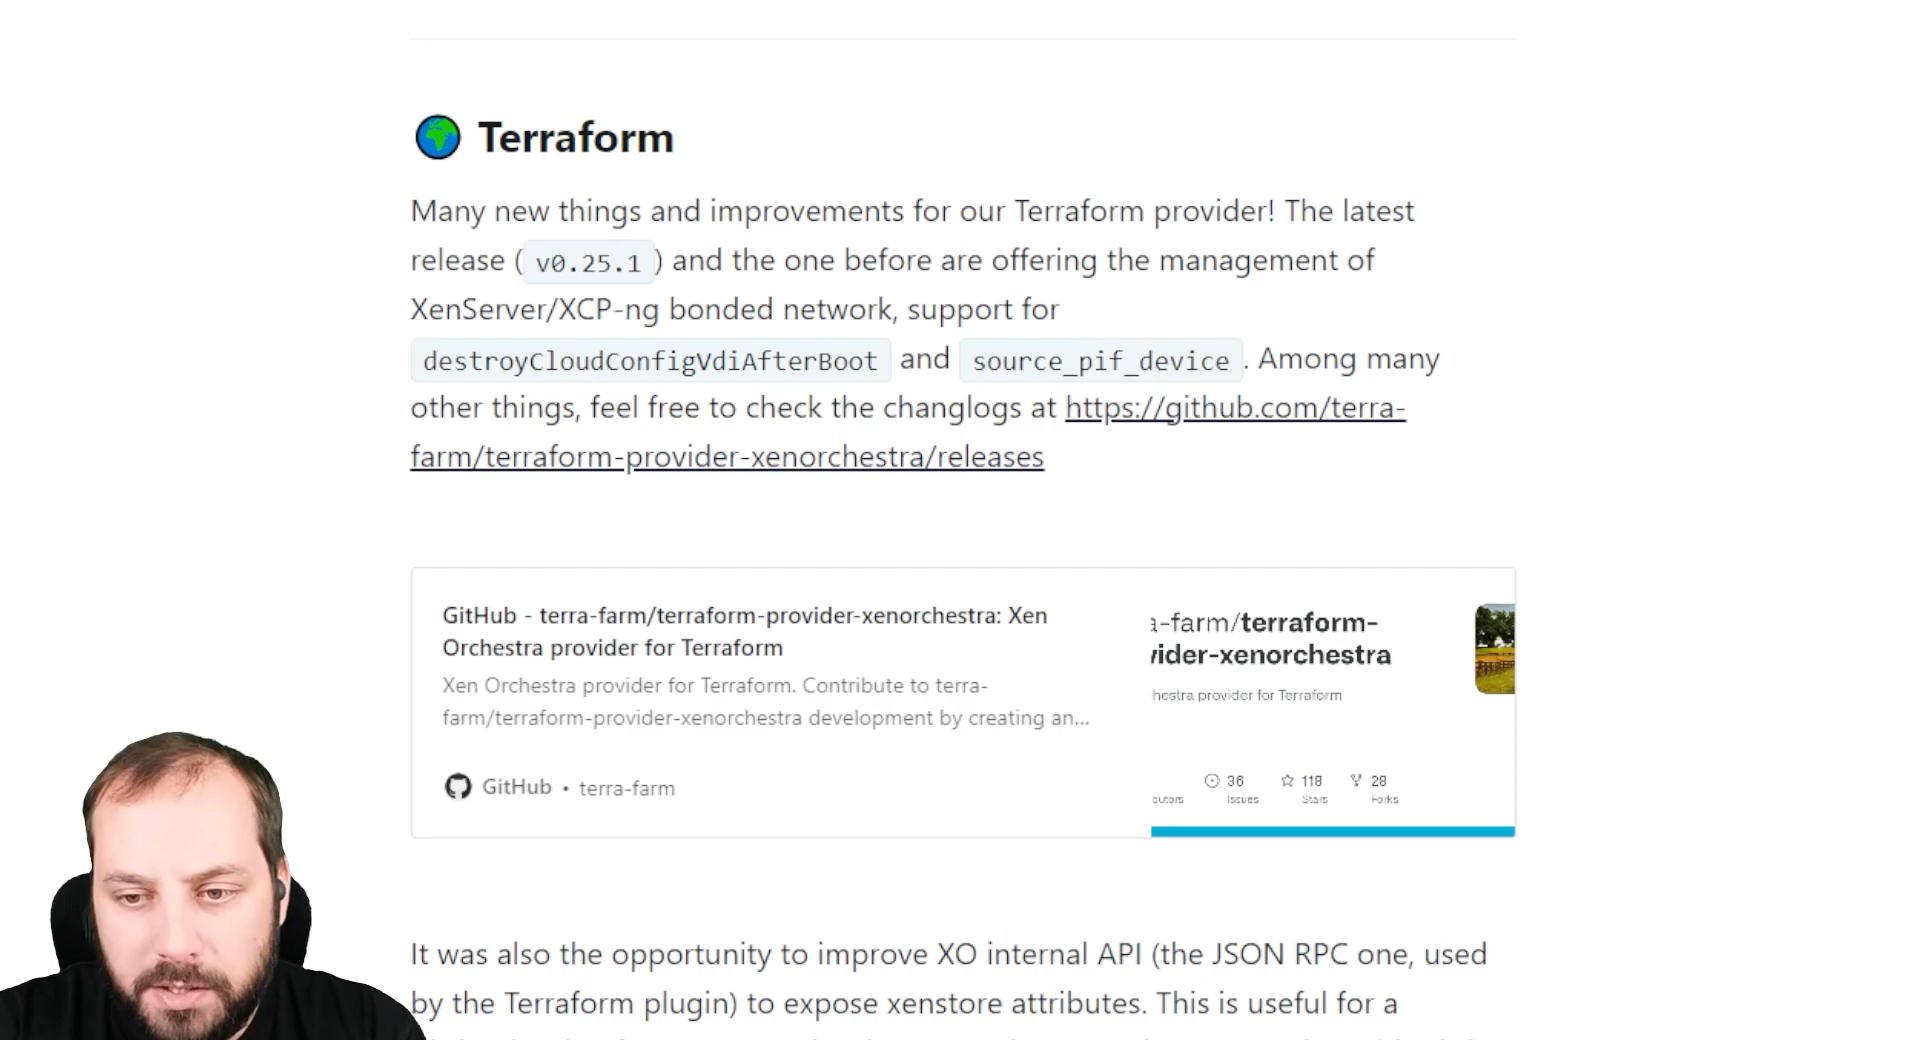 Terraform
Many new things and improvements for our Terraform provider! The latest
release (v0.25.1) and the one before are offering the management of
XenServer/XCP-ng bonded network, support for
destroyCloudConfigVdiAfterBoot and source_pif_device. Among many
other things, feel free to check the changlogs at https://github.com/terra-
farm/terraform-provider-xenorchestra/releases
GitHub - terra-farm/terraform-provider-xenorchestra: Xen
Orchestra provider for Terraform
Xen Orchestra provider for Terraform. Contribute to terra-
farm/terraform-provider-xenorchestra development by creating an...
GitHub • terra-farm
a-farm/terraform-
vider-xenorchestra
hestra provider for Terraform
36 118 28
utors Issues Stars Forks
It was also the opportunity to improve XO internal API (the JSON RPC one, used
by the Terraform plugin) to expose xenstore attributes. This is useful for a